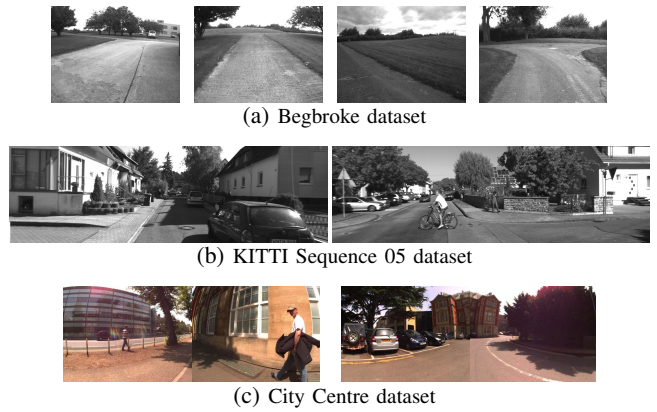 (a) Begbroke dataset
(b) KITTI Sequence 05 dataset
(c) City Centre dataset